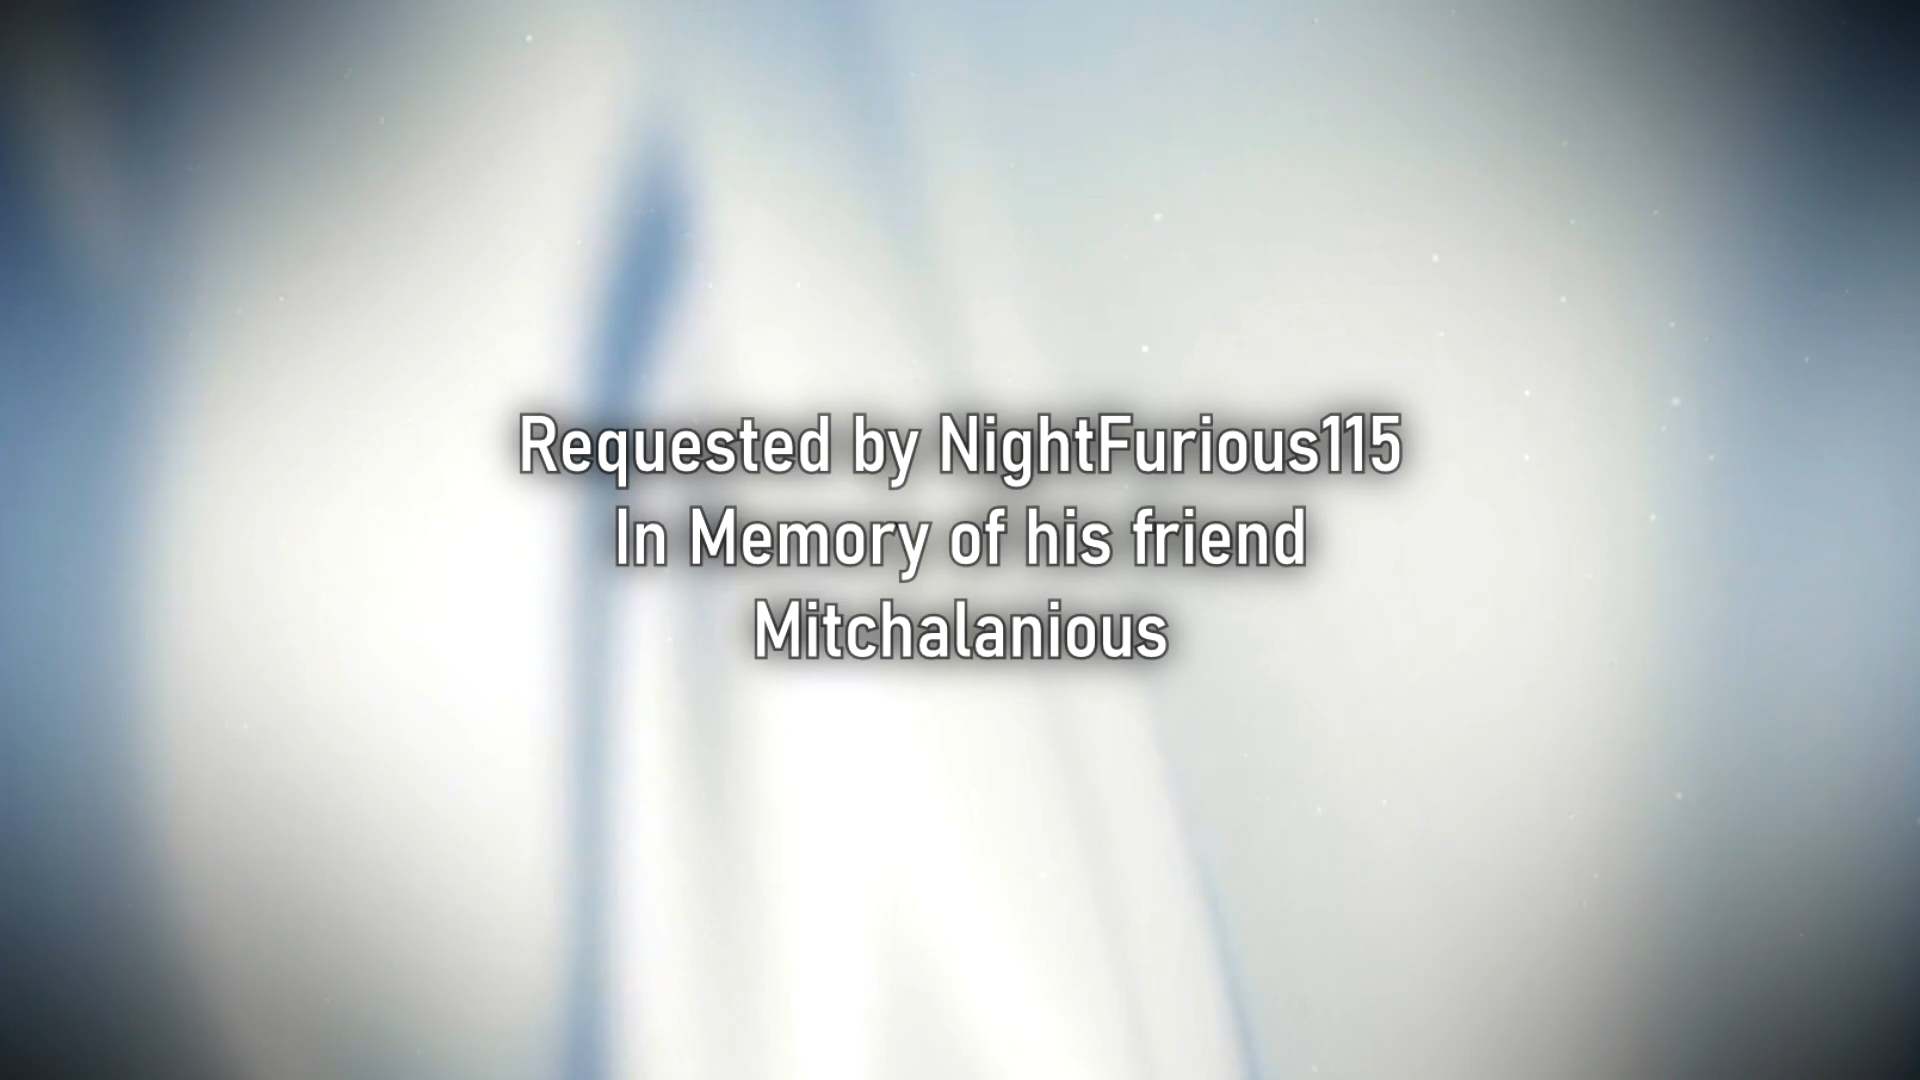 Requested by NightFurious115
In Memory of his friend
Mitchalanious